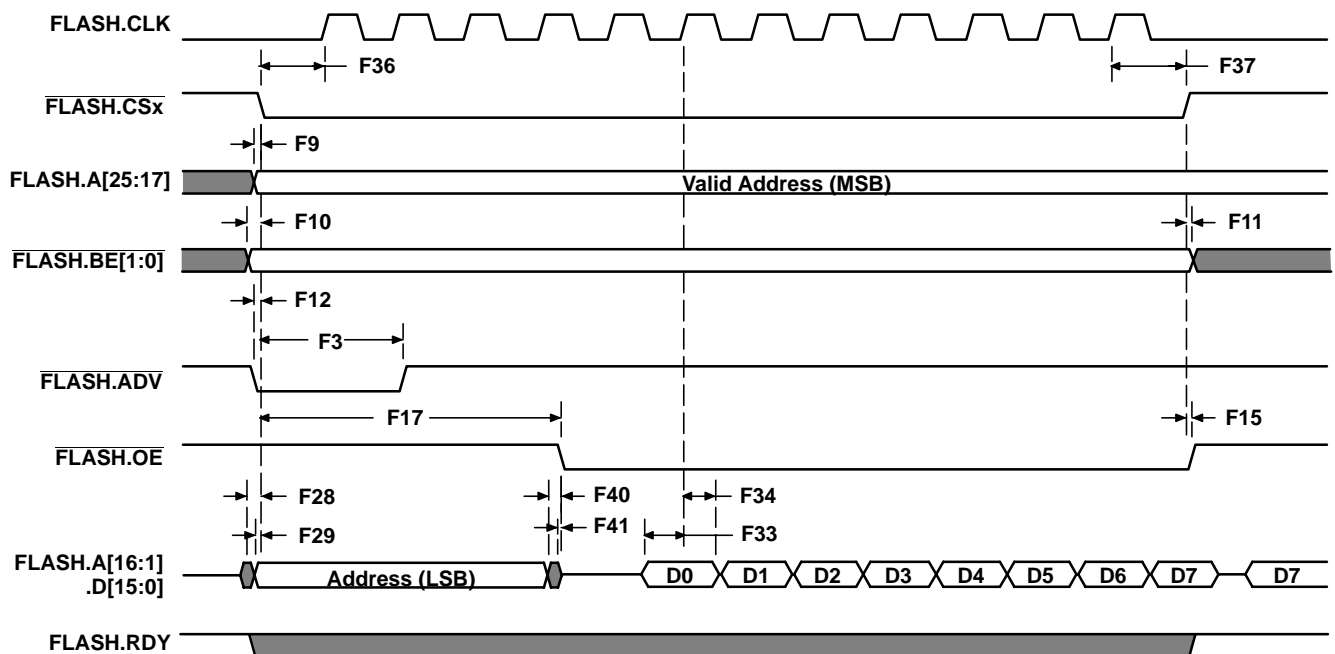 FLASH.CLK
F36
F37
FLASH.CSx
F9
FLASH.A[25:17]
Valid Address (MSB)
F10
F11
FLASH.BE[1:0]
F12
F3
FLASH.ADV
F17
F15
FLASH.OE
F28
F40
F34
F29
F41
F33
FLASH.A[16:1]
.D[15:0]
Address (LSB)
D0 D1 D2 D3 D4 D5 D6 D7 D7
FLASH.RDY